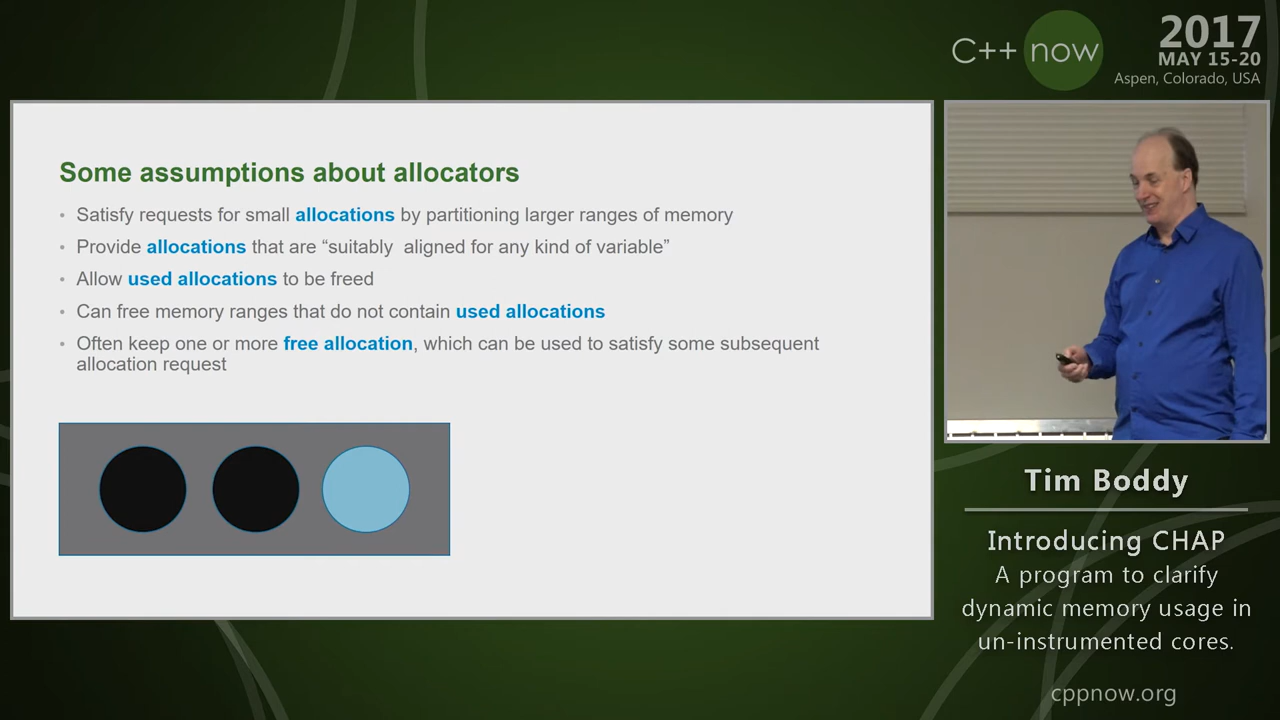 C++ now
2017
MAY 15-20
Aspen, Colorado, USA
Some assumptions about allocators
• Satisfy requests for small allocations by partitioning larger ranges of memory
• Provide allocations that are “suitably  aligned for any kind of variable”
• Allow used allocations to be freed
• Can free memory ranges that do not contain used allocations
• Often keep one or more free allocation, which can be used to satisfy some subsequent
allocation request
Tim Boddy
Introducing CHAP
A program to clarify
dynamic memory usage in
un-instrumented cores.
cppnow.org